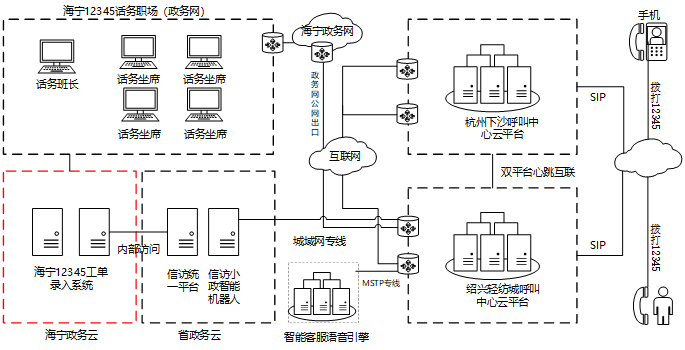 海宁12345话务职场（政务网）
话务班长
话务坐席
话务坐席
话务坐席
话务坐席
海宁政务网
政务网公网出口
互联网
杭州下沙呼叫中
心云平台
双平台心跳互联
绍兴轻纺城呼叫
中心云平台
SIP
SIP
手机
拨打12345
拨打12345
海宁12345工单
录入系统
海宁政务云
内部访问
信访统
一平台
信访小
政智能
机器人
省政务云
城域网专线
MSTP专线
智能客服语音引擎